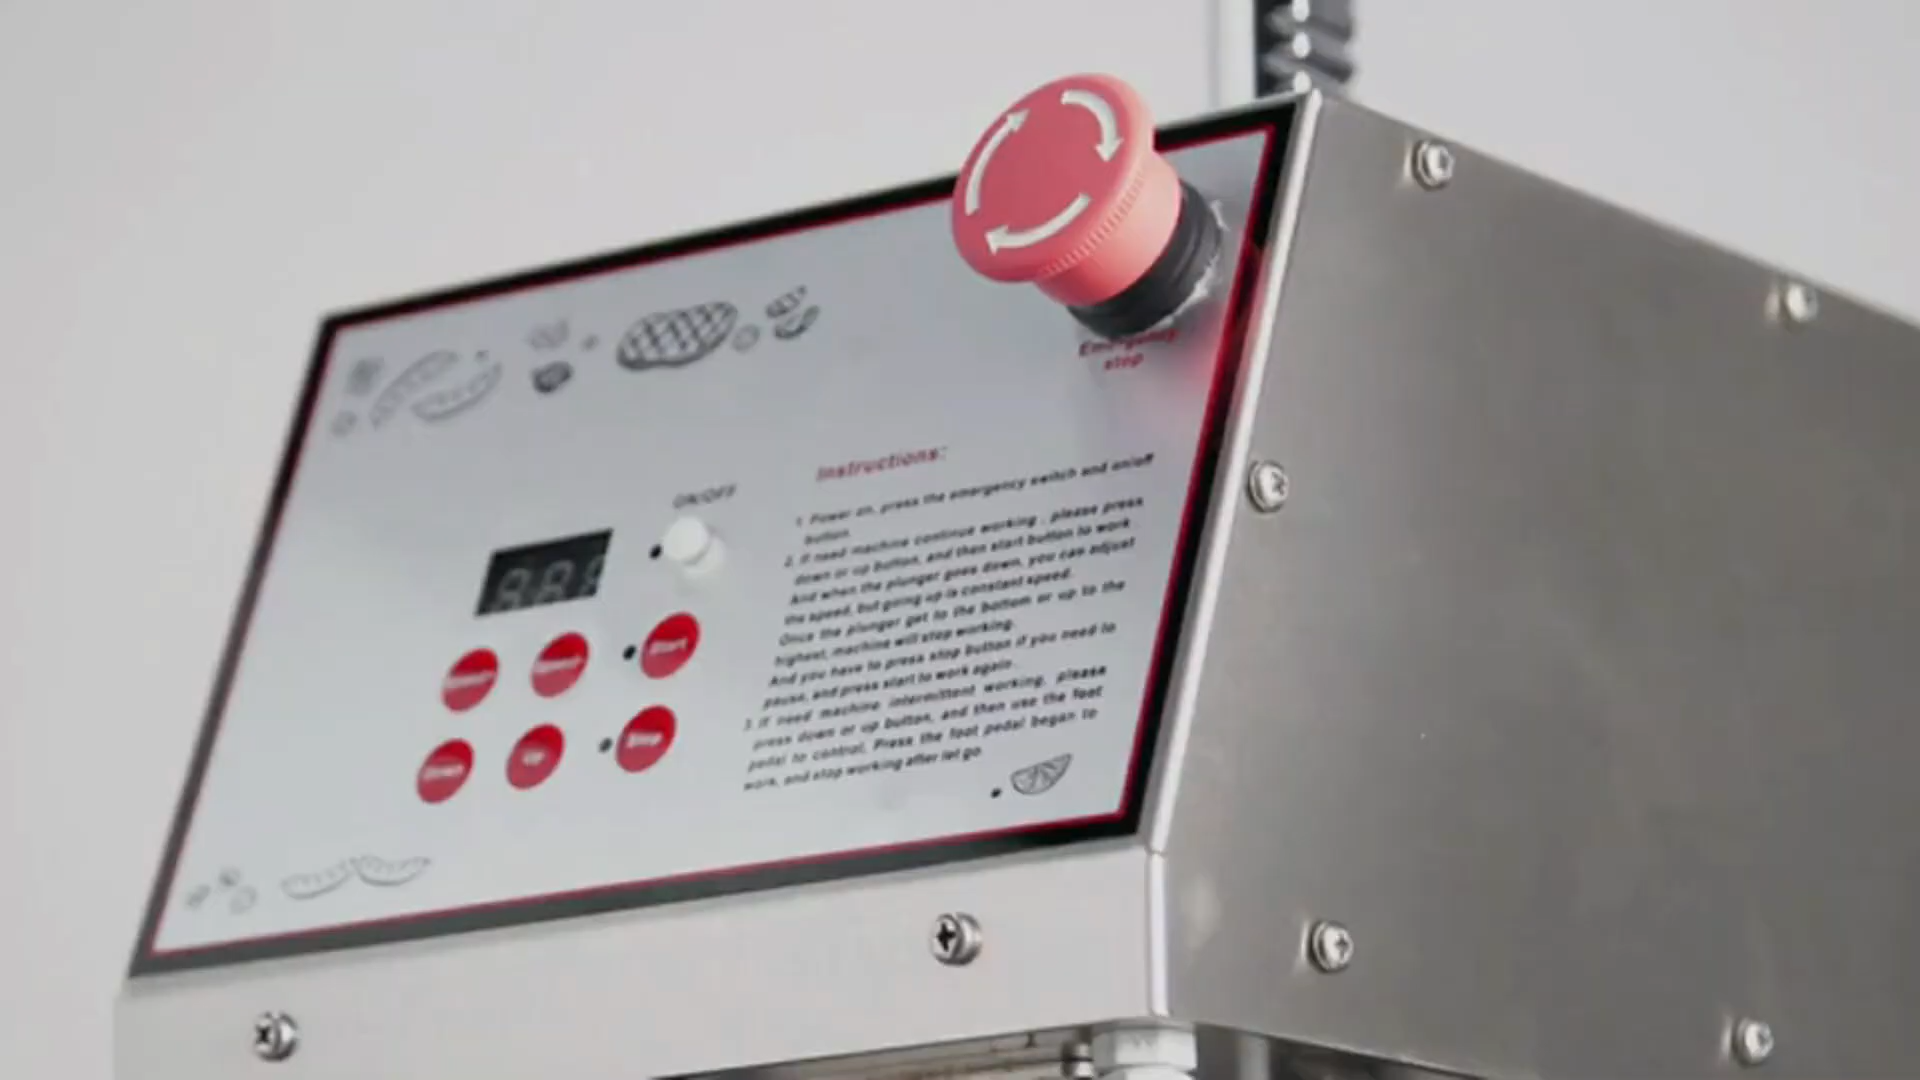 Emergency
stop
Instructions:
ON/OFF
1. Power on, press the emergency switch and on/off
button.
2. If need machine continue working , please press
down or up button, and then start button to work .
And when the plunger goes down, you can adjust
the speed, but going up is constant speed.
Once the plunger get to the bottom or up to the
highest, machine will stop working.
And you have to press stop button if you need to
pause, and press start to work again .
3. If need machine intermittent working, please
press down or up button, and then use the foot
pedal to control. Press the foot pedal began to
work, and stop working after let go
Start
Down
Up
Stop